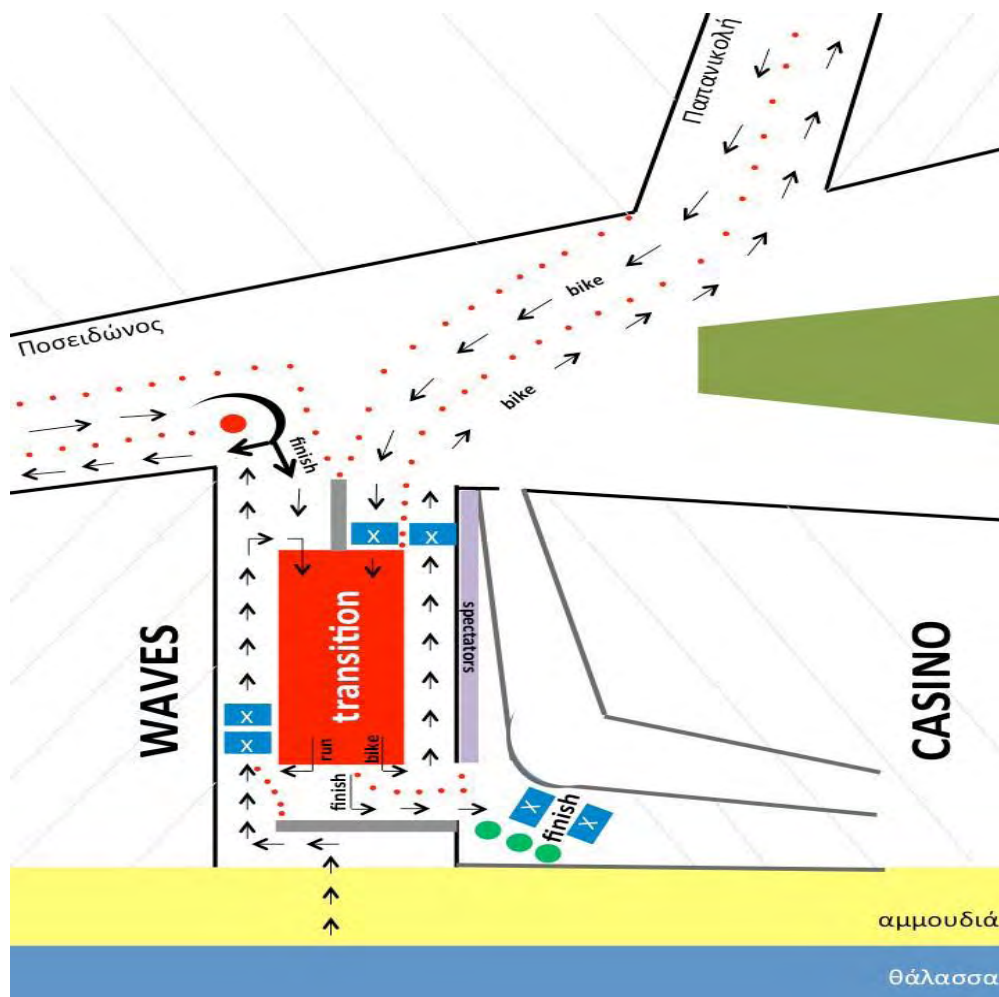 Παπανικολή
bike
Ποσειδώνος
bike
finish
X
X
transition
spectators
WAVES
CASINO
X
X
run
bike
finish
X
finish
X
αμμουδιά
θάλασσα